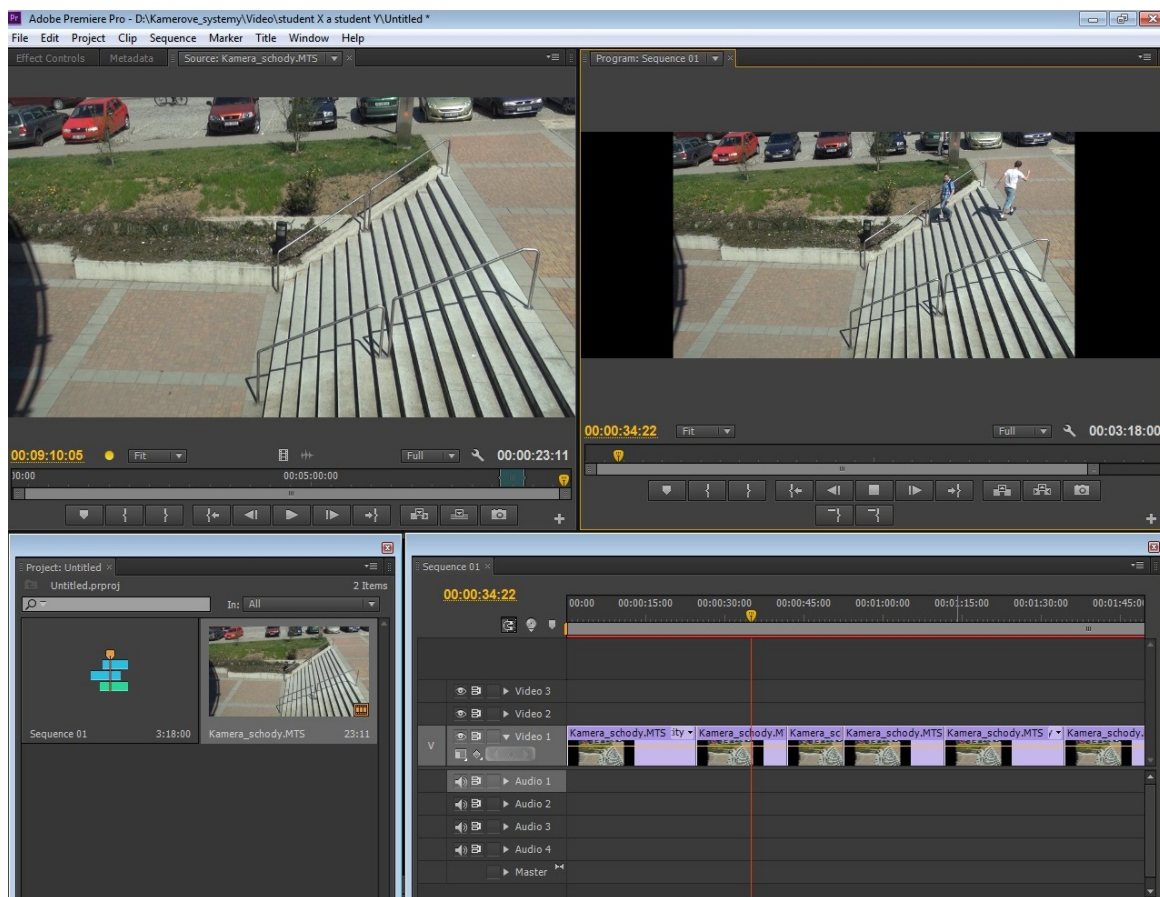 Pr Adobe Premiere Pro - D:\Kamerove_systemy\Video\student X a student Y\Untitled *
File Edit Project Clip Sequence Marker Title Window Help
Effect Controls Metadata Source: Kamera_schody.MTS
Program: Sequence 01
00:09:10:05 Fit Full 00:00:23:11
00:00:34:22 Fit Full 00:03:18:00
00:05:00:00
Project: Untitled
Untitled.prproj 2 Items
In: All
Sequence 01 3:18:00
Kamera_schody.MTS 23:11
Sequence 01
00:00:34:22
00:00 00:00:15:00 00:00:30:00 00:00:45:00 00:01:00:00 00:01:15:00 00:01:30:00 00:01:45:0
Video 3
Video 2
V Video 1
Kamera_schody.MTS ity Kamera_schody.M Kamera_sc Kamera_schody.MTS Kamera_schody.MTS Kamera_schody.
Audio 1
Audio 2
Audio 3
Audio 4
Master